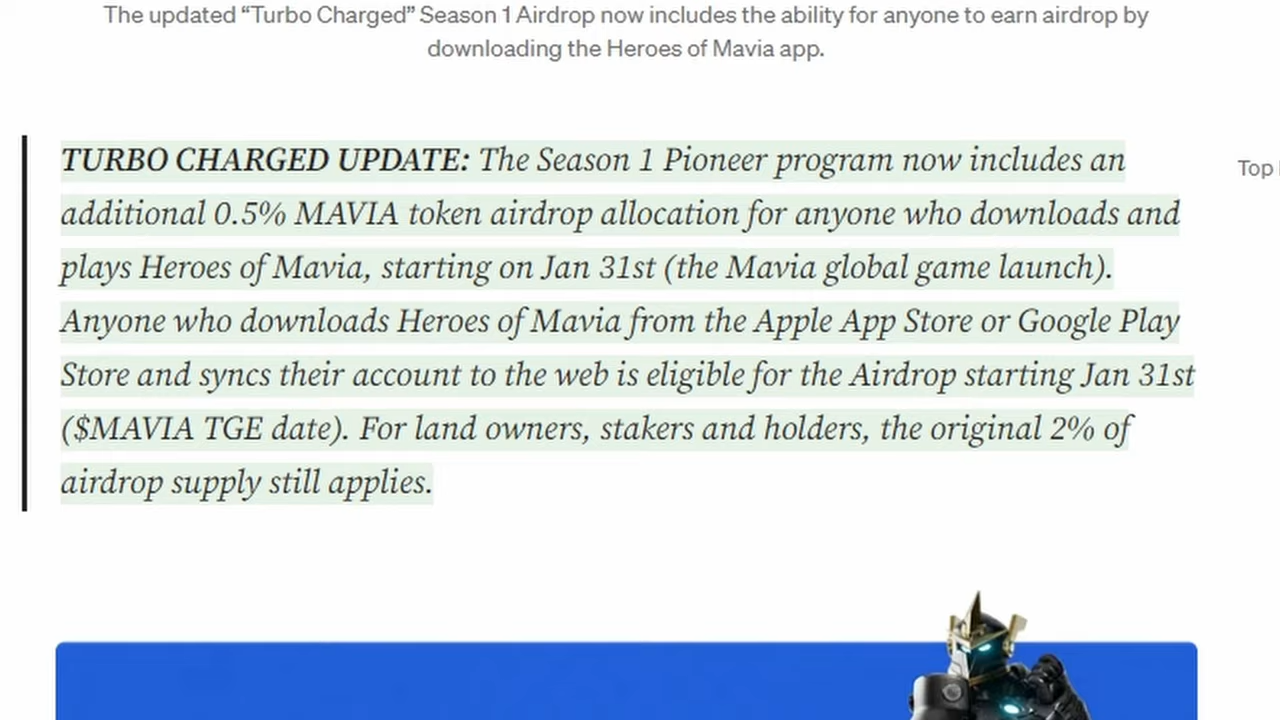 The updated “Turbo Charged” Season 1 Airdrop now includes the ability for anyone to earn airdrop by
downloading the Heroes of Mavia app.
TURBO CHARGED UPDATE: The Season 1 Pioneer program now includes an
additional 0.5% MAVIA token airdrop allocation for anyone who downloads and
plays Heroes of Mavia, starting on Jan 31st (the Mavia global game launch).
Anyone who downloads Heroes of Mavia from the Apple App Store or Google Play
Store and syncs their account to the web is eligible for the Airdrop starting Jan 31st
($MAVIA TGE date). For land owners, stakers and holders, the original 2% of
airdrop supply still applies.
Top